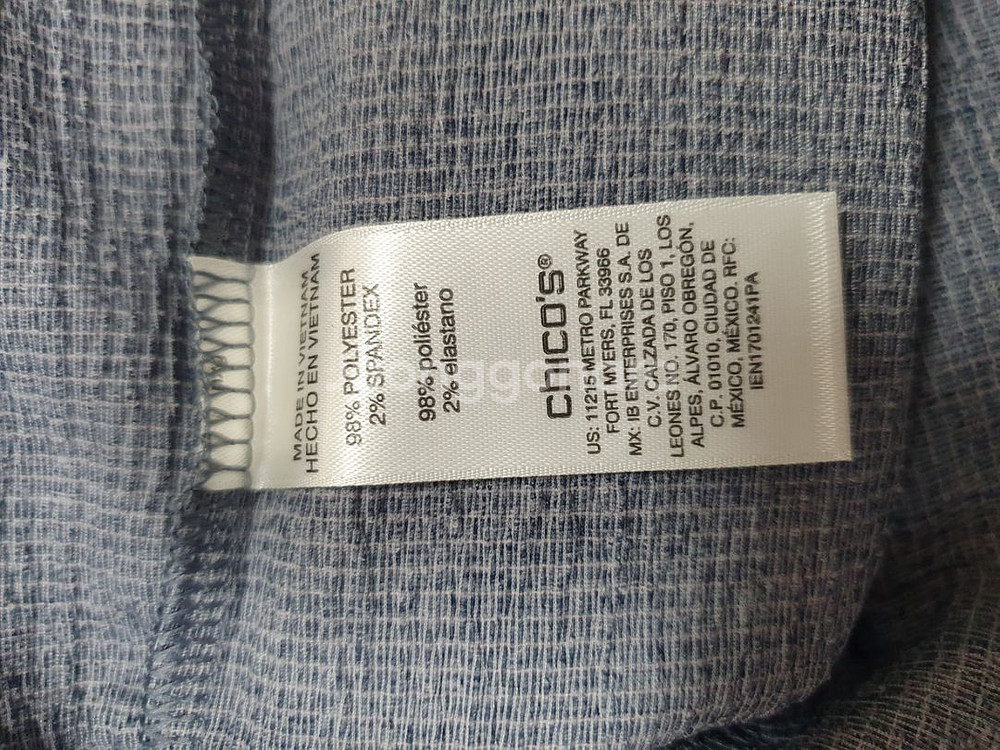 MADE IN VIETNAM
HECHO EN VIETNAM
98% POLYESTER
2% SPANDEX
98% poliéster
2% elastano
chico's®
US: 11215 METRO PARKWAY
FORT MYERS, FL 33966
MX: IB ENTERPRISES S.A. DE
C.V. CALZADA DE LOS
LEONES NO. 170, PISO 1, LOS
ALPES, ÁLVARO OBREGÓN,
C.P. 01010, CIUDAD DE
MÉXICO, MÉXICO. RFC:
IEN1701241PA